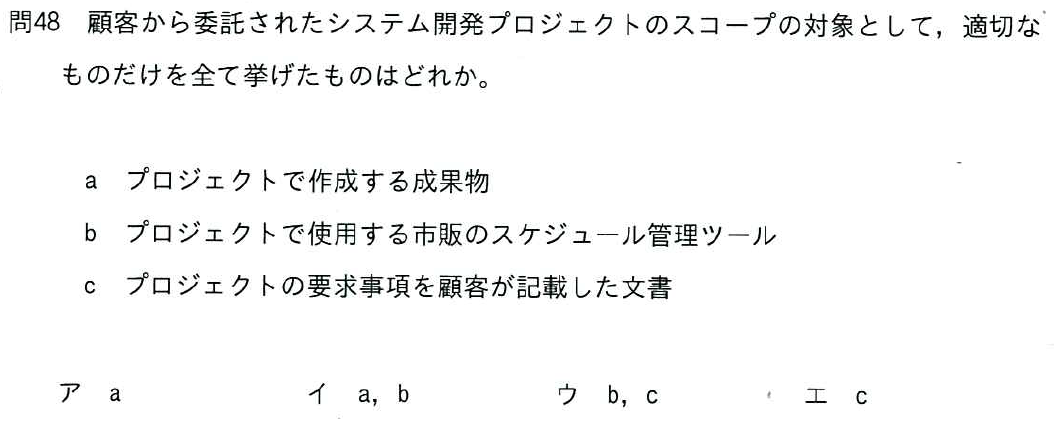 問48　顧客から委託されたシステム開発プロジェクトのスコープの対象として，適切な
ものだけを全て挙げたものはどれか。
a　プロジェクトで作成する成果物
b　プロジェクトで使用する市販のスケジュール管理ツール
c　プロジェクトの要求事項を顧客が記載した文書
ア　a　　イ　a，b　　ウ　b，c　　エ　c